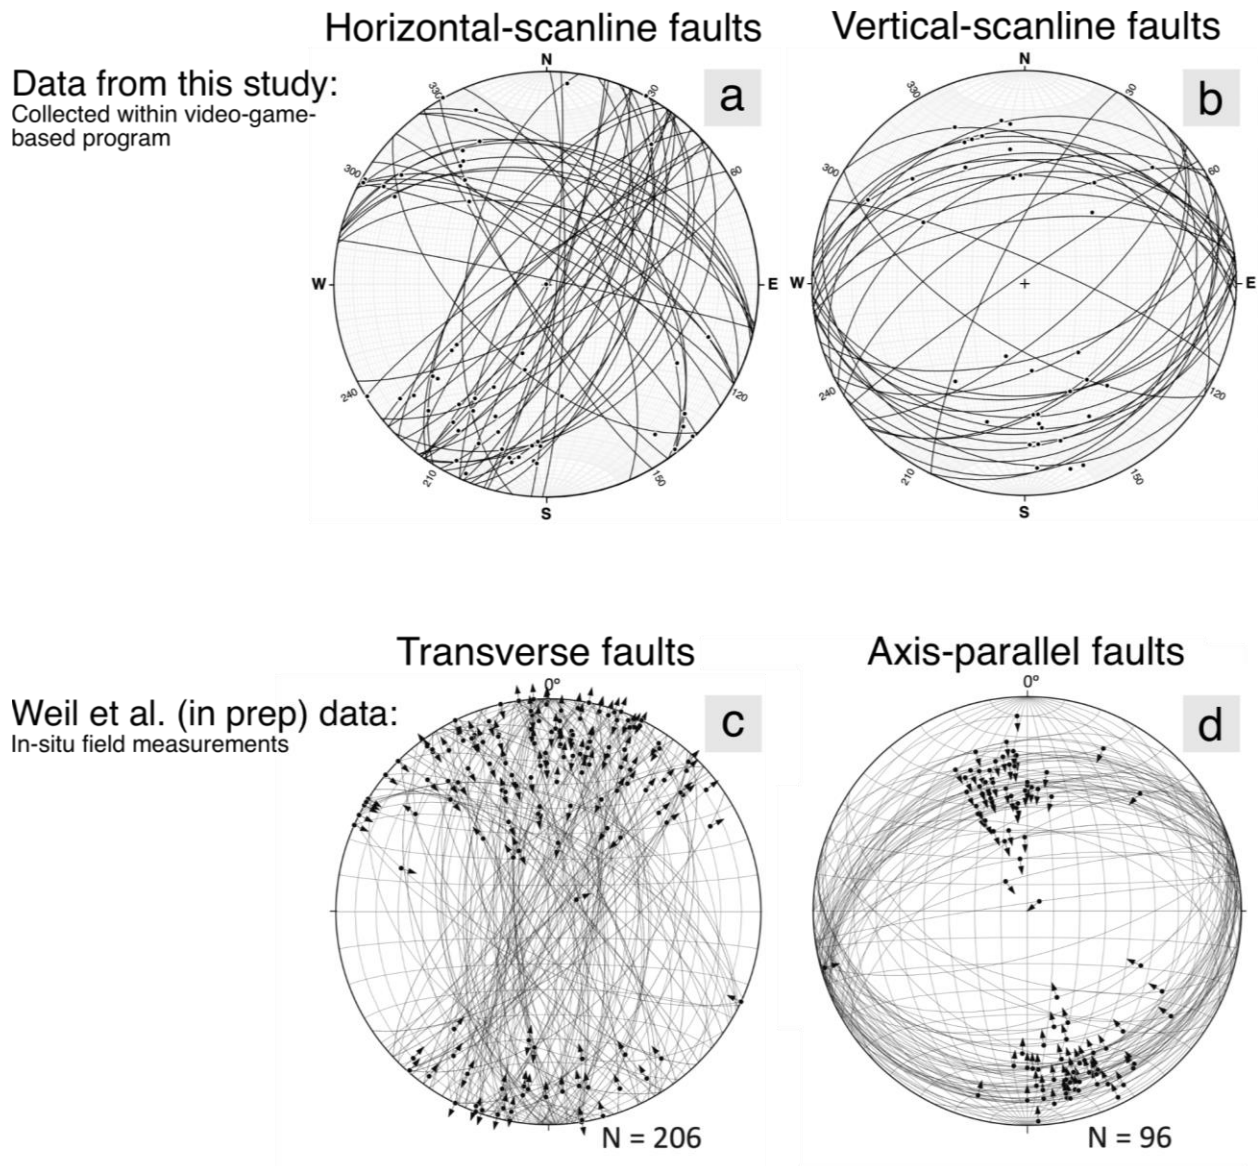 Horizontal-scanline faults
Vertical-scanline faults
Data from this study:
Collected within video-game-
based program
a
N
30
60
E
120
150
S
210
240
W
300
330
b
N
30
60
E
120
150
S
210
240
W
300
330
Transverse faults
Axis-parallel faults
Weil et al. (in prep) data:
In-situ field measurements
0º
c
N = 206
0º
d
N = 96